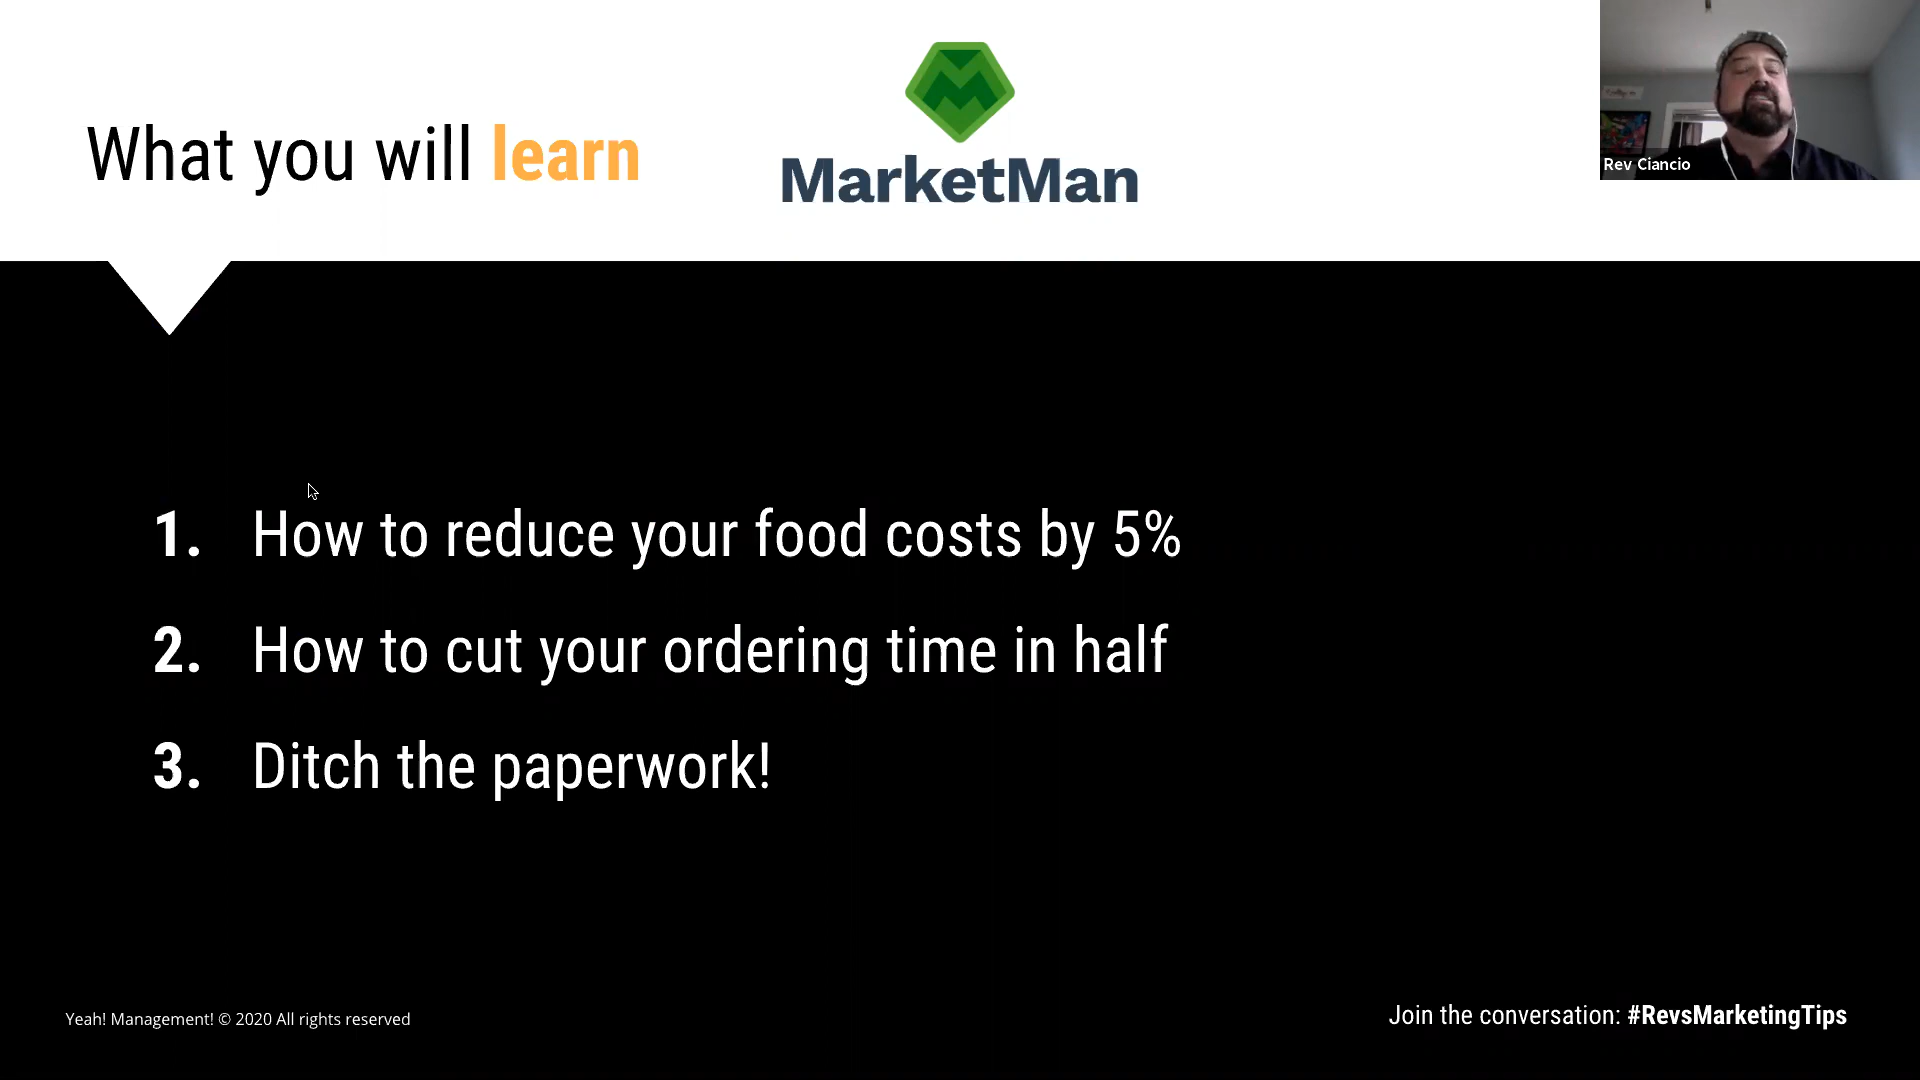 What you will learn
MarketMan
Rev Ciancio
1. How to reduce your food costs by 5%
2. How to cut your ordering time in half
3. Ditch the paperwork!
Yeah! Management! © 2020 All rights reserved
Join the conversation: #RevsMarketingTips